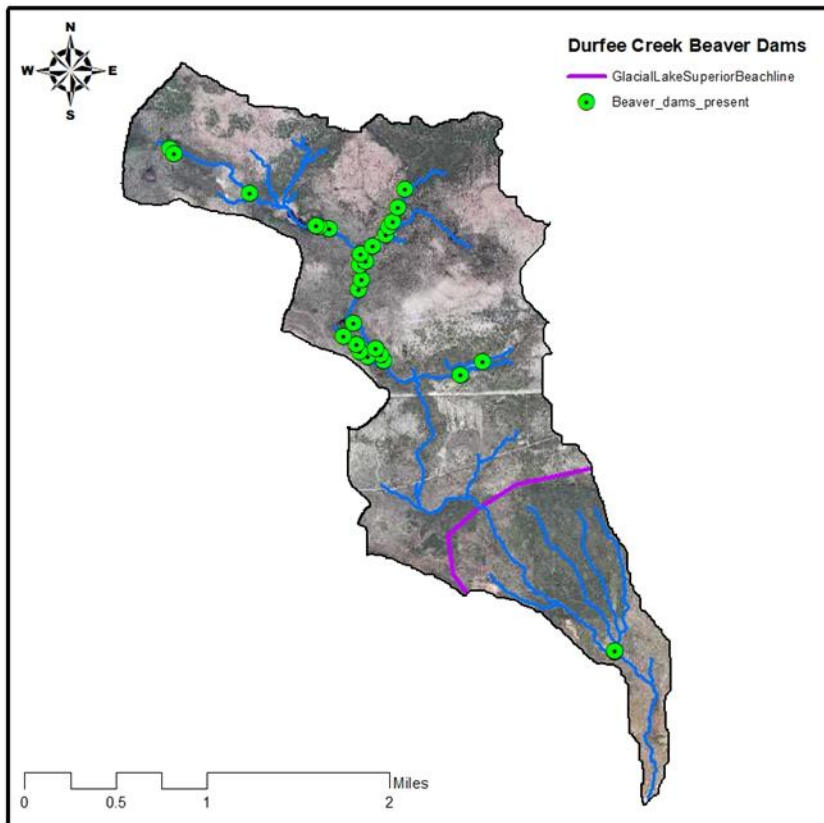 N
W E
S
Durfee Creek Beaver Dams
GlacialLakeSuperiorBeachline
Beaver_dams_present
Miles
0 0.5 1 2